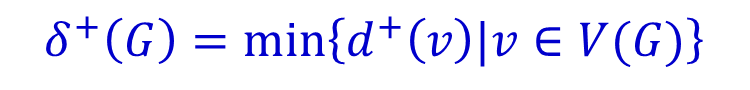 δ⁺(G) = min{d⁺(v)|v ∈ V(G)}